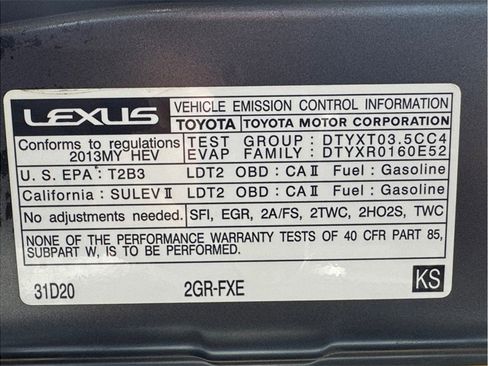 LEXUS VEHICLE EMISSION CONTROL INFORMATION
TOYOTA TOYOTA MOTOR CORPORATION
Conforms to regulations TEST GROUP : DTYXT03.5CC4
2013MY HEV EVAP FAMILY : DTYXR0160E52
U. S. EPA : T2B3 LDT2 OBD : CA II Fuel : Gasoline
California : SULEV II LDT2 OBD : CA II Fuel : Gasoline
No adjustments needed. SFI, EGR, 2A/FS, 2TWC, 2HO2S, TWC
NONE OF THE PERFORMANCE WARRANTY TESTS OF 40 CFR PART 85,
SUBPART W, IS TO BE CONDUCTED.
31D20 2GR-FXE KS